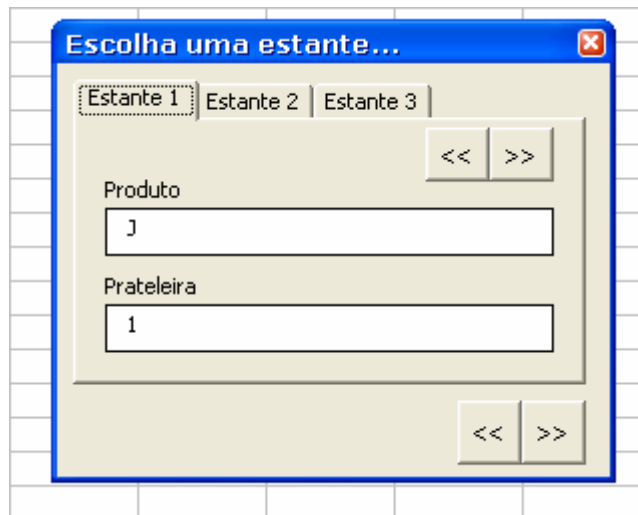 Escolha uma estante...
Estante 1 Estante 2 Estante 3
<< >>
Produto
J
Prateleira
1
<< >>